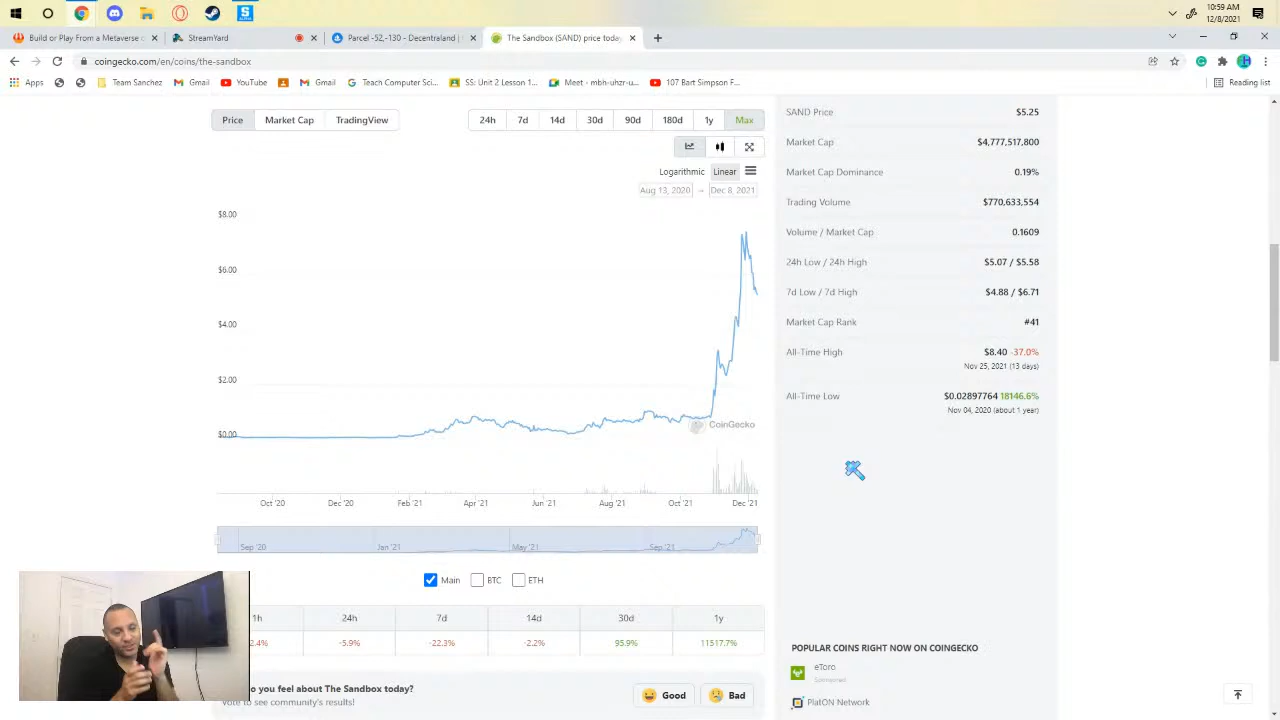 10:59 AM
12/8/2021
Build or Play From a Metaverse
StreamYard
Parcel -52,-130 - Decentraland
The Sandbox (SAND) price today
coingecko.com/en/coins/the-sandbox
Apps
Team Sanchez
Gmail
YouTube
Gmail
Teach Computer Sci...
SS: Unit 2 Lesson 1...
Meet - mbh-uhzr-u...
107 Bart Simpson F...
Reading list
Price
Market Cap
TradingView
24h
7d
14d
30d
90d
180d
1y
Max
Logarithmic
Linear
Aug 13, 2020 → Dec 8, 2021
$8.00
$6.00
$4.00
$2.00
$0.00
CoinGecko
Oct '20
Dec '20
Feb '21
Apr '21
Jun '21
Aug '21
Oct '21
Dec '21
Sep '20
Jan '21
May '21
Sep '21
Main
BTC
ETH
1h 24h 7d 14d 30d 1y
2.4% -5.9% -22.3% -2.2% 95.9% 11517.7%
o you feel about The Sandbox today?
Vote to see community's results!
Good
Bad
SAND Price $5.25
Market Cap $4,777,517,800
Market Cap Dominance 0.19%
Trading Volume $770,633,554
Volume / Market Cap 0.1609
24h Low / 24h High $5.07 / $5.58
7d Low / 7d High $4.88 / $6.71
Market Cap Rank #41
All-Time High $8.40 -37.0%
Nov 25, 2021 (13 days)
All-Time Low $0.02897764 18146.6%
Nov 04, 2020 (about 1 year)
POPULAR COINS RIGHT NOW ON COINGECKO
eToro
Sponsored
PlatON Network